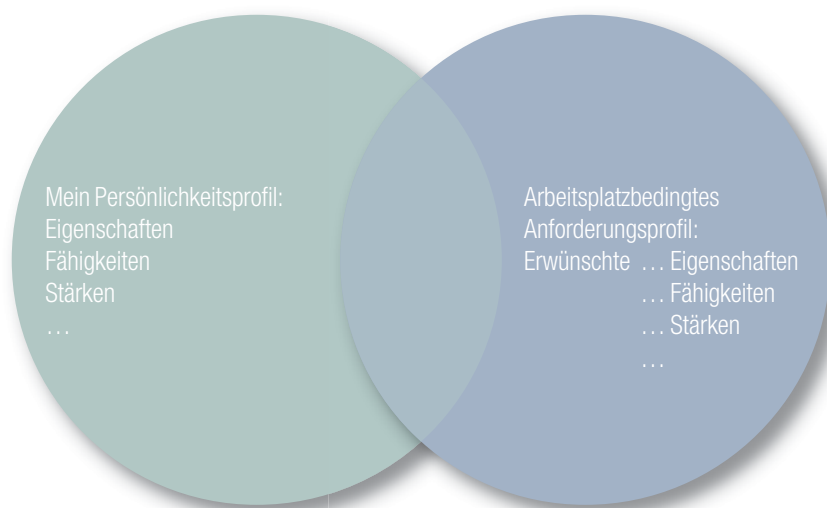 Mein Persönlichkeitsprofil:
Eigenschaften
Fähigkeiten
Stärken
…
Arbeitsplatzbedingtes
Anforderungsprofil:
Erwünschte … Eigenschaften
… Fähigkeiten
… Stärken
…